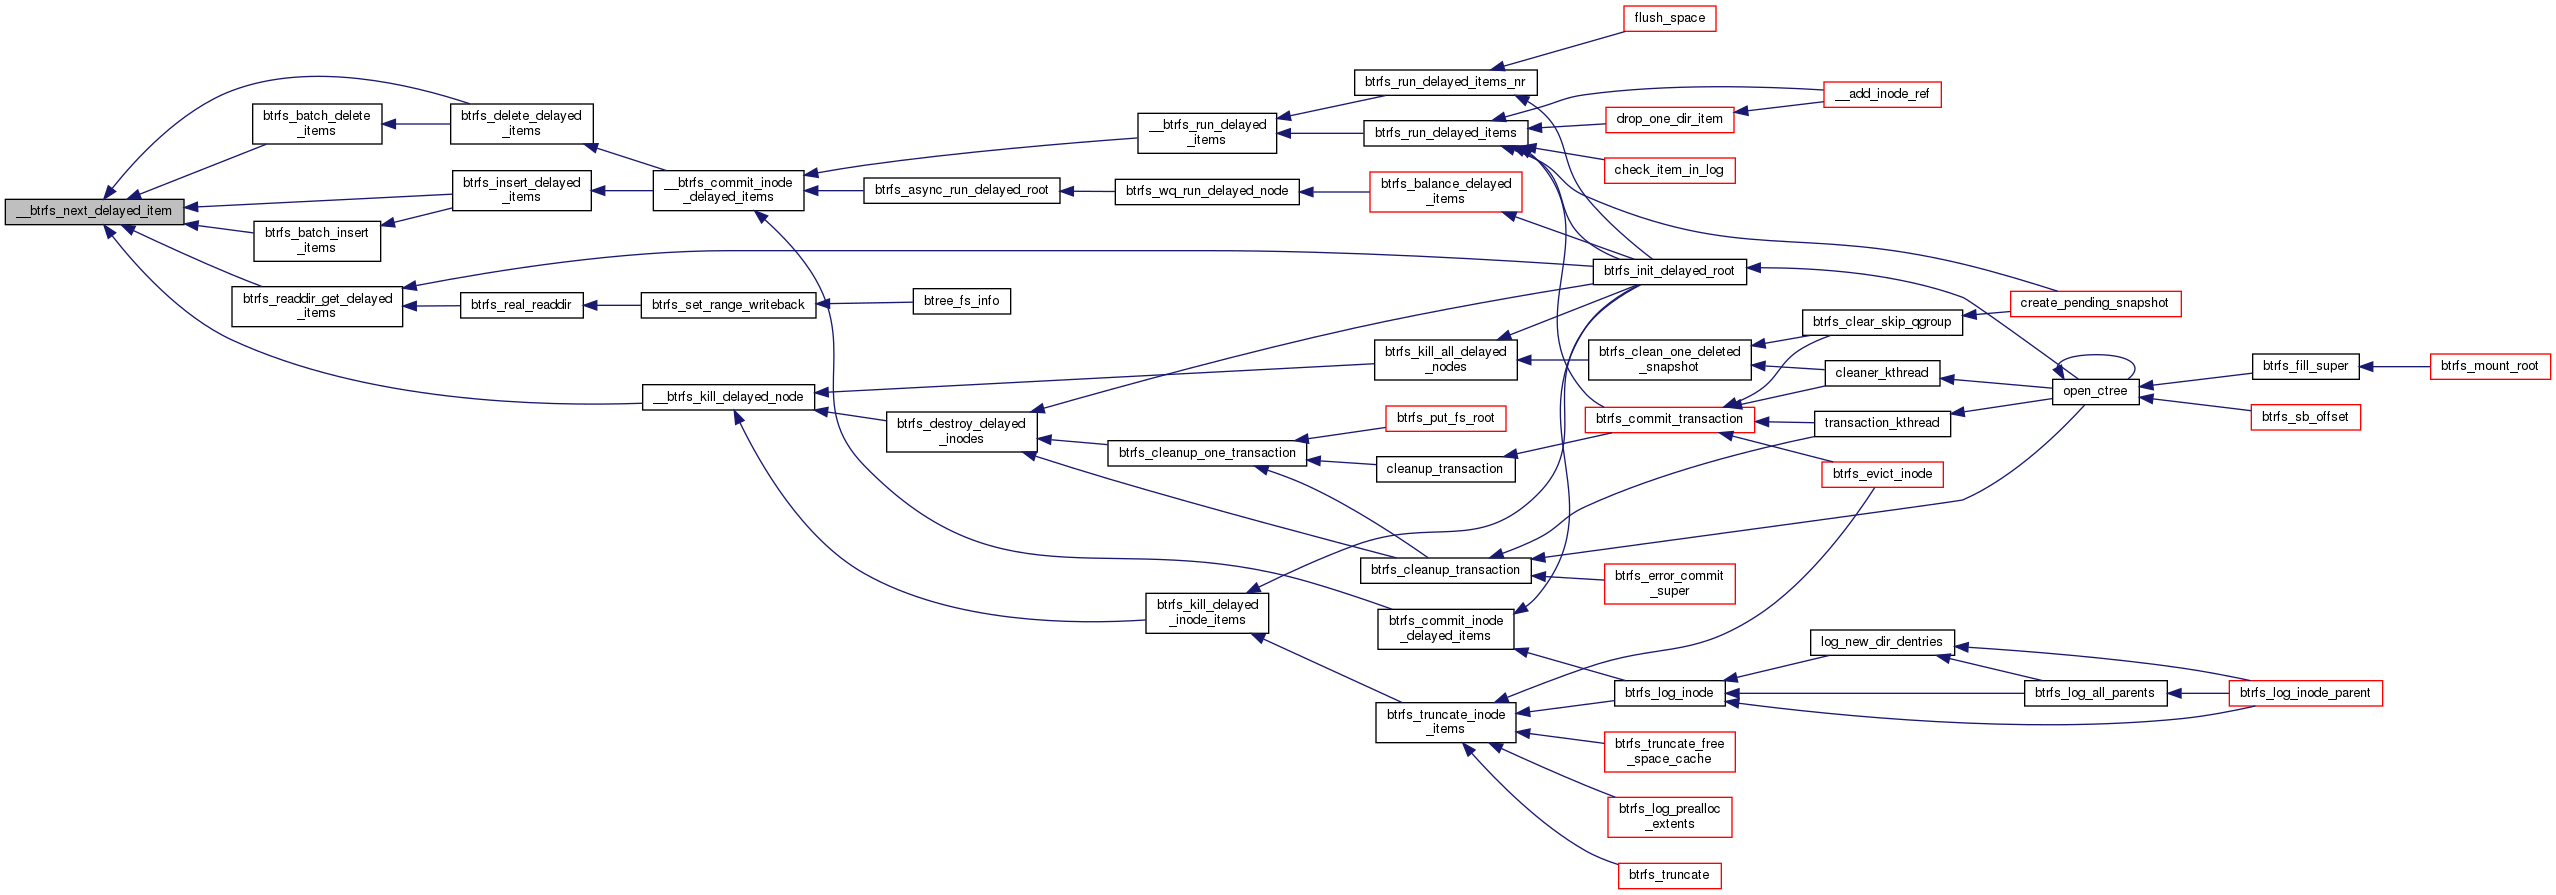 __btrfs_next_delayed_item
btrfs_batch_delete
_items
btrfs_delete_delayed
_items
btrfs_insert_delayed
_items
btrfs_batch_insert
_items
btrfs_readdir_get_delayed
_items
btrfs_real_readdir
btrfs_set_range_writeback
btree_fs_info
__btrfs_commit_inode
_delayed_items
__btrfs_run_delayed
_items
btrfs_async_run_delayed_root
btrfs_wq_run_delayed_node
btrfs_run_delayed_items_nr
flush_space
btrfs_run_delayed_items
btrfs_balance_delayed
_items
__add_inode_ref
drop_one_dir_item
check_item_in_log
btrfs_init_delayed_root
create_pending_snapshot
btrfs_clear_skip_qgroup
__btrfs_kill_delayed_node
btrfs_kill_all_delayed
_nodes
btrfs_clean_one_deleted
_snapshot
cleaner_kthread
open_ctree
btrfs_fill_super
btrfs_mount_root
btrfs_sb_offset
btrfs_destroy_delayed
_inodes
btrfs_cleanup_one_transaction
btrfs_put_fs_root
cleanup_transaction
btrfs_commit_transaction
transaction_kthread
btrfs_evict_inode
btrfs_cleanup_transaction
btrfs_error_commit
_super
btrfs_kill_delayed
_inode_items
btrfs_commit_inode
_delayed_items
log_new_dir_dentries
btrfs_log_inode
btrfs_log_all_parents
btrfs_log_inode_parent
btrfs_truncate_inode
_items
btrfs_truncate_free
_space_cache
btrfs_log_prealloc
_extents
btrfs_truncate